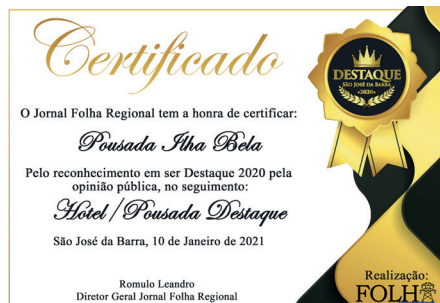 Certificado
DESTAQUE
SÃO JOSÉ DA BARRA
•2020•
O Jornal Folha Regional tem a honra de certificar:
Pousada Ilha Bela
Pelo reconhecimento em ser Destaque 2020 pela
opinião pública, no seguimento:
Hotel/Pousada Destaque
São José da Barra, 10 de Janeiro de 2021
Romulo Leandro
Diretor Geral Jornal Folha Regional
Realização:
FOLHA